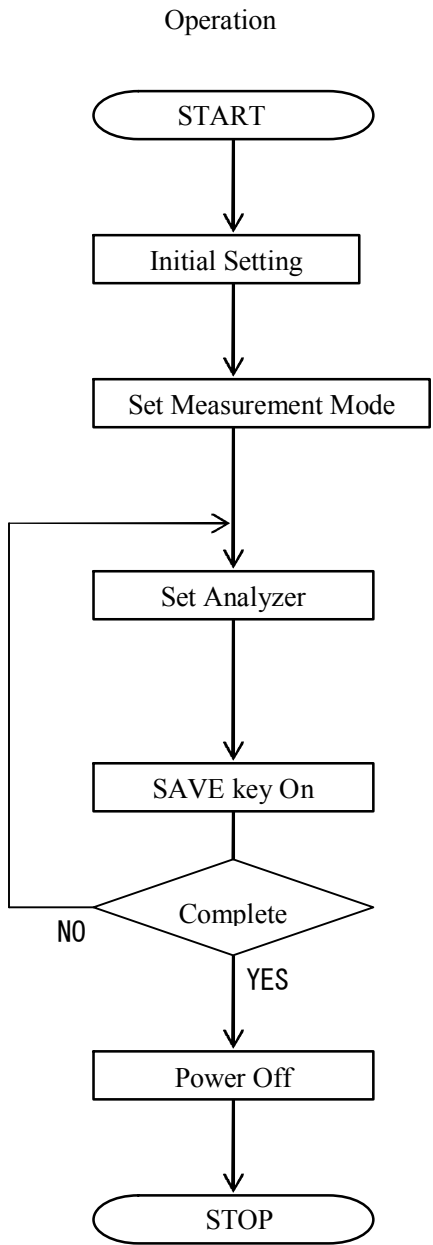 Operation
START
Initial Setting
Set Measurement Mode
Set Analyzer
SAVE key On
Complete
NO
YES
Power Off
STOP